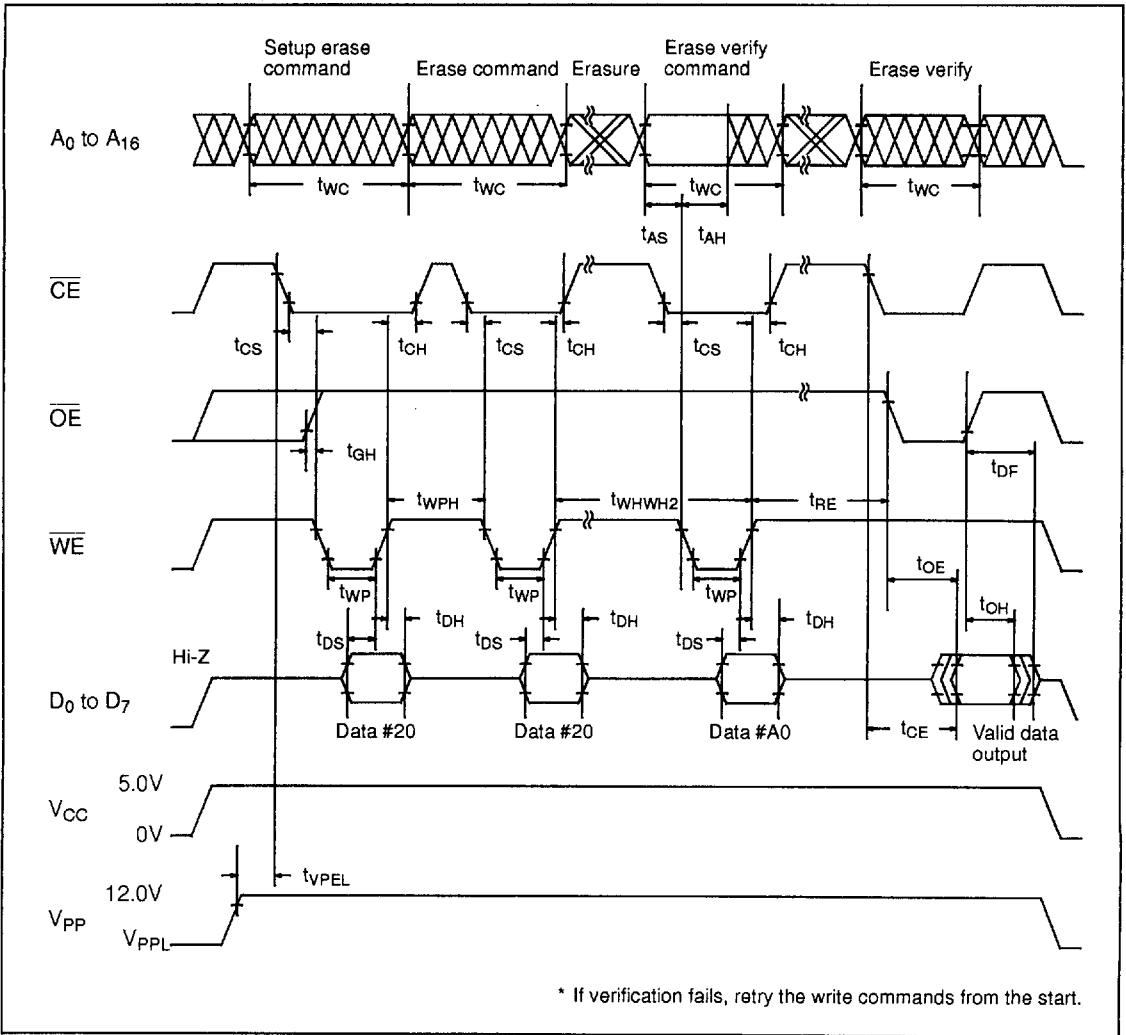 Setup erase command
Erase command
Erasure
Erase verify command
Erase verify
A0 to A16
tWC
tWC
tWC
tWC
tAS
tAH
CE
tCS
tCH
tCS
tCH
tCS
tCH
OE
tGH
tDF
tWPH
tWHWH2
tRE
WE
tWP
tWP
tWP
tOE
tOH
tDS
tDH
tDS
tDH
tDS
tDH
Hi-Z
D0 to D7
Data #20
Data #20
Data #A0
tCE
Valid data output
5.0V
VCC
0V
tVPEL
12.0V
VPP
VPPL
* If verification fails, retry the write commands from the start.